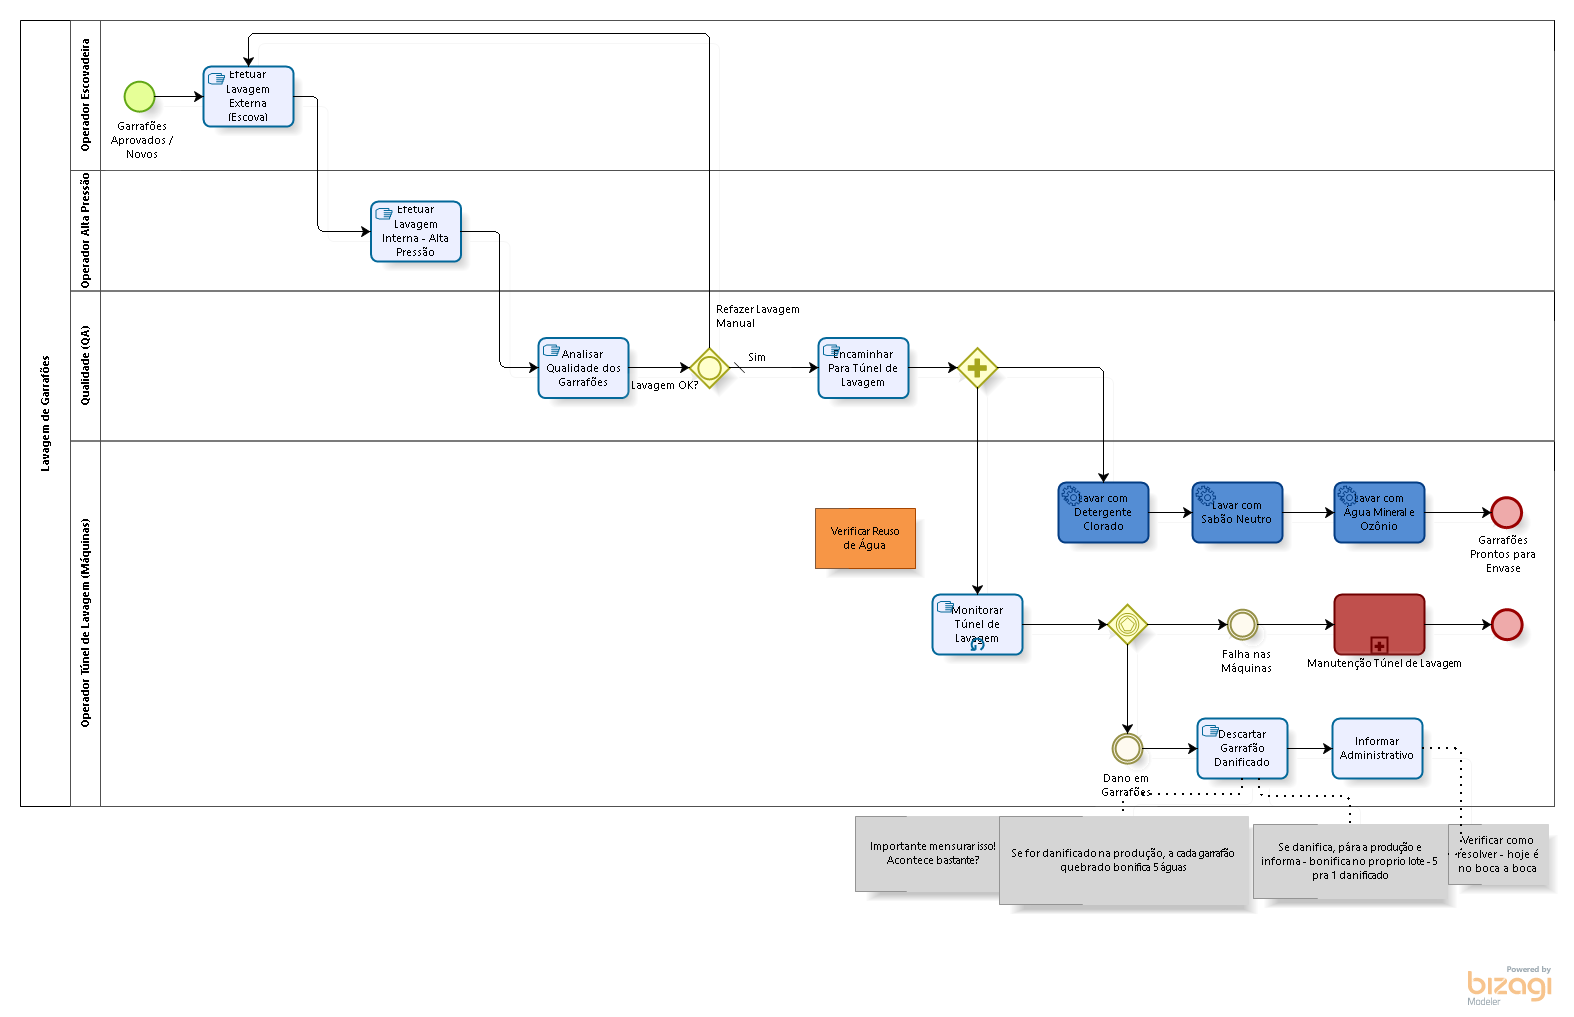 Lavagem de Garrafões
Operador Escovadeira
Garrafões
Aprovados /
Novos
Efetuar
Lavagem
Externa
(Escova)
Operador Alta Pressão
Efetuar
Lavagem
Interna - Alta
Pressão
Qualidade (QA)
Analisar
Qualidade dos
Garrafões
Lavagem OK?
Refazer Lavagem
Manual
Sim
Encaminhar
Para Túnel de
Lavagem
Operador Túnel de Lavagem (Máquinas)
Verificar Reuso
de Água
Lavar com
Detergente
Clorado
Lavar com
Sabão Neutro
Lavar com
Água Mineral e
Ozônio
Garrafões
Prontos para
Envase
Monitorar
Túnel de
Lavagem
Falha nas
Máquinas
Manutenção Túnel de Lavagem
Dano em
Garrafões
Descartar
Garrafão
Danificado
Informar
Administrativo
Importante mensurar isso!
Acontece bastante?
Se for danificado na produção, a cada garrafão
quebrado bonifica 5 águas
Se danifica, pára a produção e
informa - bonifica no proprio lote - 5
pra 1 danificado
Verificar como
resolver - hoje é
no boca a boca
Powered by
bizagi
Modeler